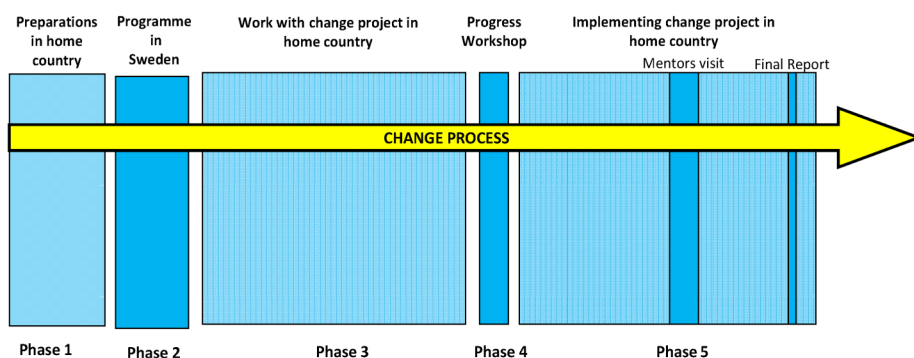 Preparations
in home
country
Programme
in
Sweden
Work with change project in
home country
Progress
Workshop
Implementing change project in
home country
Mentors visit
Final Report
CHANGE PROCESS
Phase 1
Phase 2
Phase 3
Phase 4
Phase 5